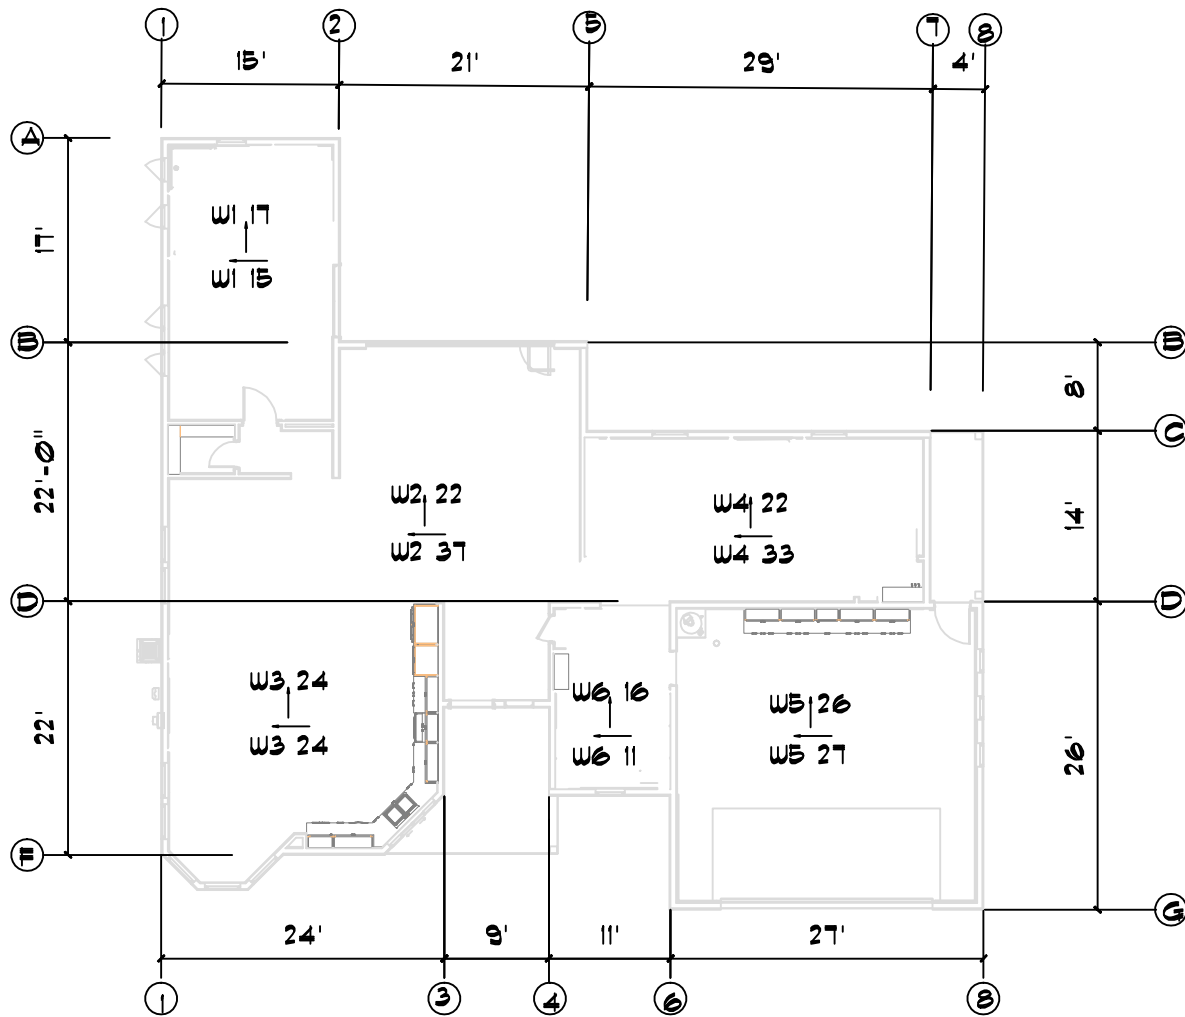 1 2 5 7 8
15' 21' 29' 4'
A
17'
W1 17
W1 15
B B
8'
C
22'-0"
W2 22
W2 37
W4 22
W4 33
14'
D D
W3 24
W3 24
22'
W6 16
W6 11
W5 26
W5 27
26'
F
G
24' 9' 11' 27'
1 3 4 6 8